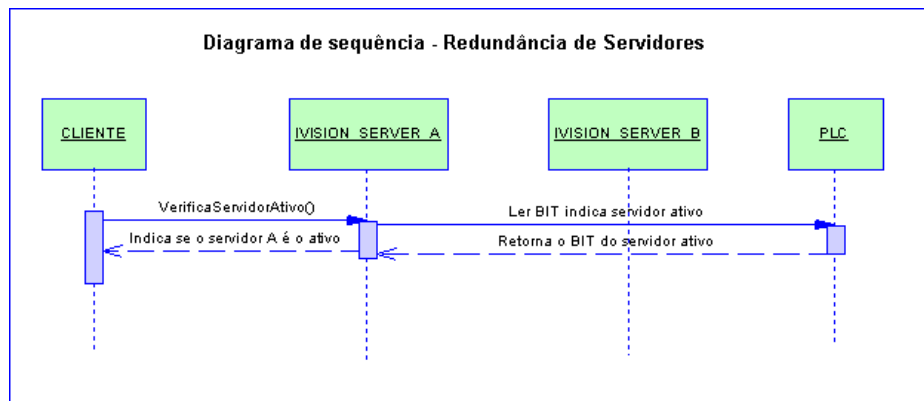 Diagrama de sequência - Redundância de Servidores
CLIENTE
IVISION_SERVER_A
IVISION_SERVER_B
PLC
VerificaServidorAtivo()
Ler BIT indica servidor ativo
Indica se o servidor A é o ativo
Retorna o BIT do servidor ativo